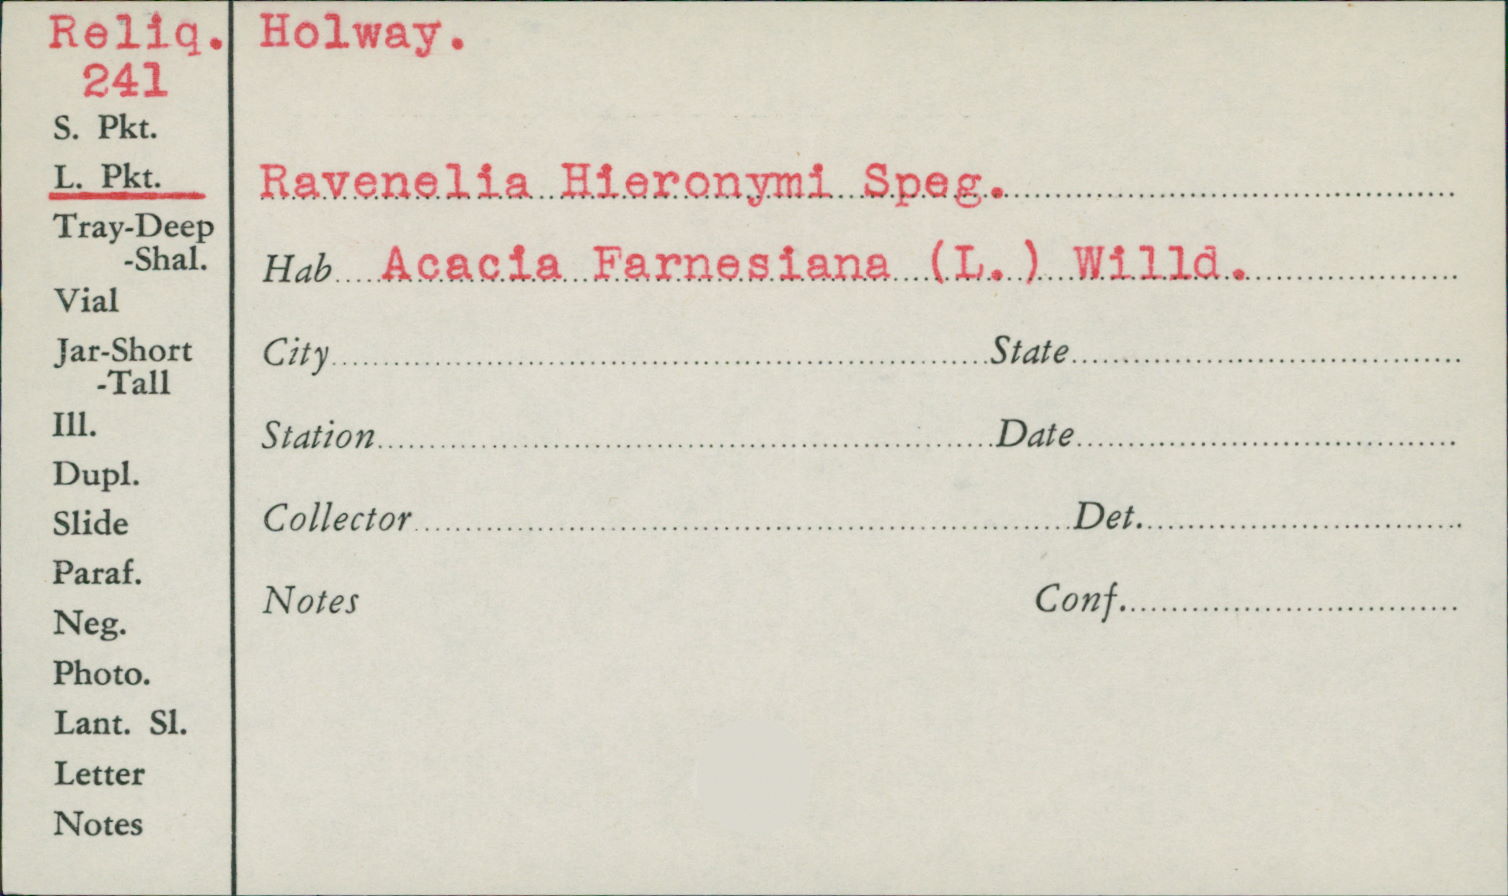 Reliq. Holway.
241
S. Pkt.
L. Pkt.
Ravenelia Hieronymi Speg.
Tray-Deep
-Shal.
Hab Acacia Farnesiana (L.) Willd.
Vial
Jar-Short
-Tall
City State
Ill.
Station Date
Dupl.
Slide
Collector Det.
Paraf.
Notes Conf.
Neg.
Photo.
Lant. Sl.
Letter
Notes